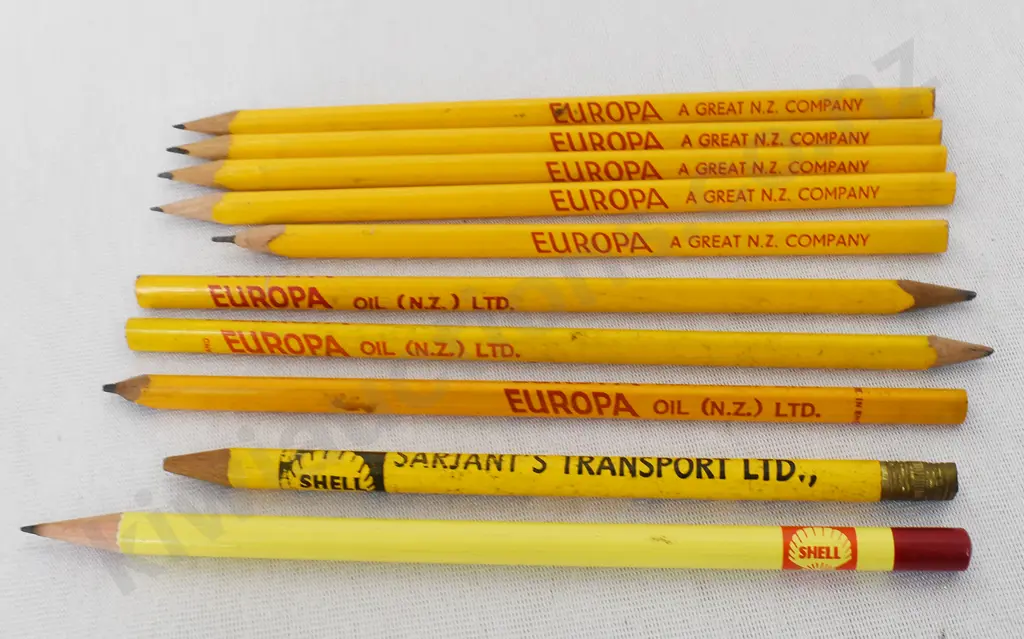 EUROPA A GREAT N.Z. COMPANY
EUROPA A GREAT N.Z. COMPANY
EUROPA A GREAT N.Z. COMPANY
EUROPA A GREAT N.Z. COMPANY
EUROPA A GREAT N.Z. COMPANY
EUROPA OIL (N.Z.) LTD.
EUROPA OIL (N.Z.) LTD.
EUROPA OIL (N.Z.) LTD.
SHELL SARJANT'S TRANSPORT LTD.,
SHELL